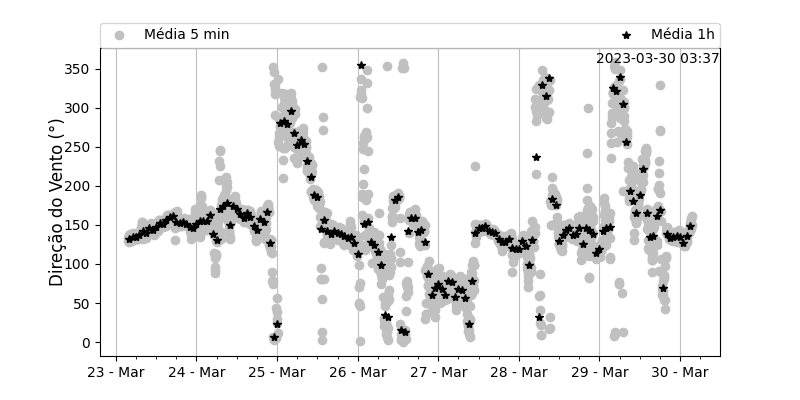 Média 5 min
Média 1h
2023-03-30 03:37
Direção do Vento (°)
350
300
250
200
150
100
50
0
23 - Mar
24 - Mar
25 - Mar
26 - Mar
27 - Mar
28 - Mar
29 - Mar
30 - Mar